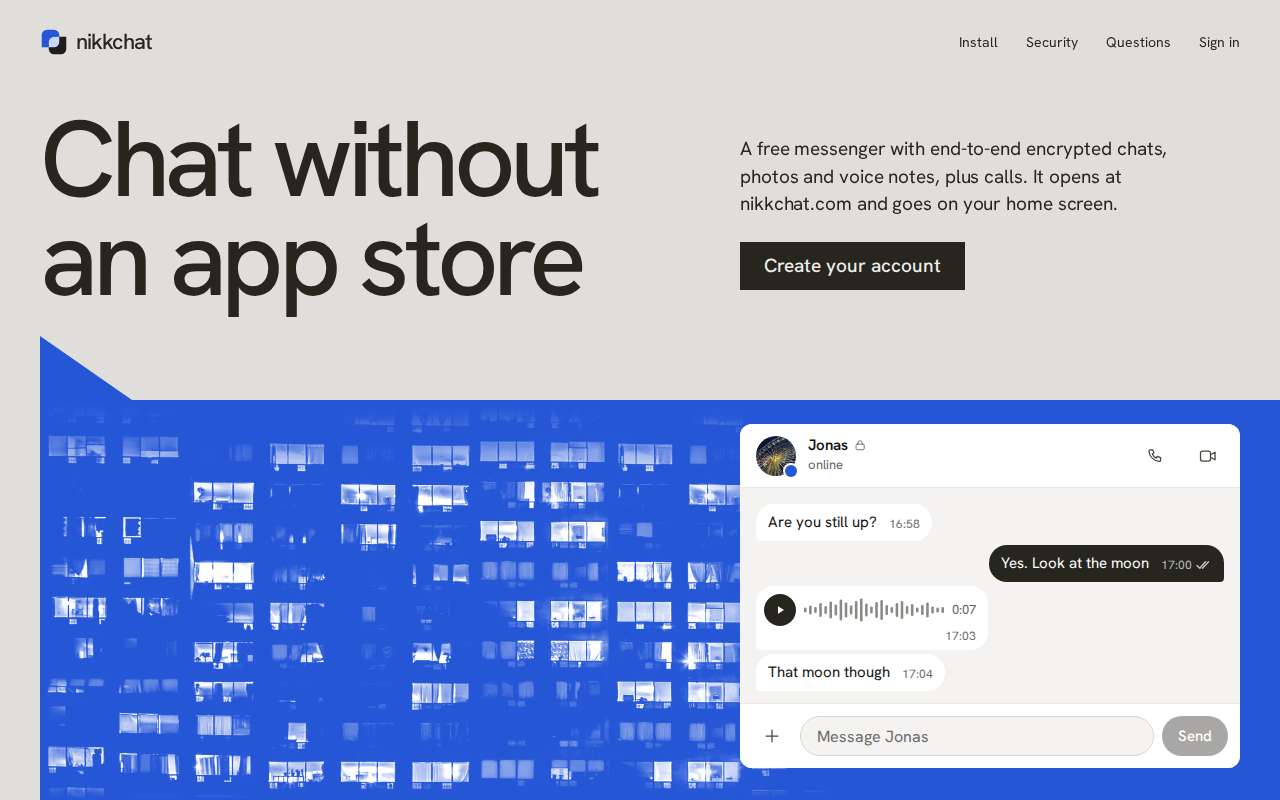 nikkchat
Install
Security
Questions
Sign in
Chat without
an app store
A free messenger with end-to-end encrypted chats,
photos and voice notes, plus calls. It opens at
nikkchat.com and goes on your home screen.
Create your account
Jonas
online
Are you still up? 16:58
Yes. Look at the moon 17:00
0:07
17:03
That moon though 17:04
Message Jonas
Send